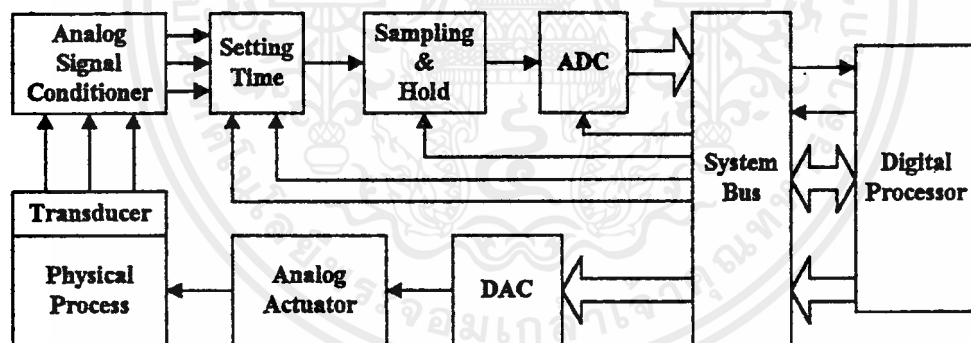 Analog
Signal
Conditioner
Setting
Time
Sampling
&
Hold
ADC
System
Bus
Digital
Processor
Transducer
Physical
Process
Analog
Actuator
DAC